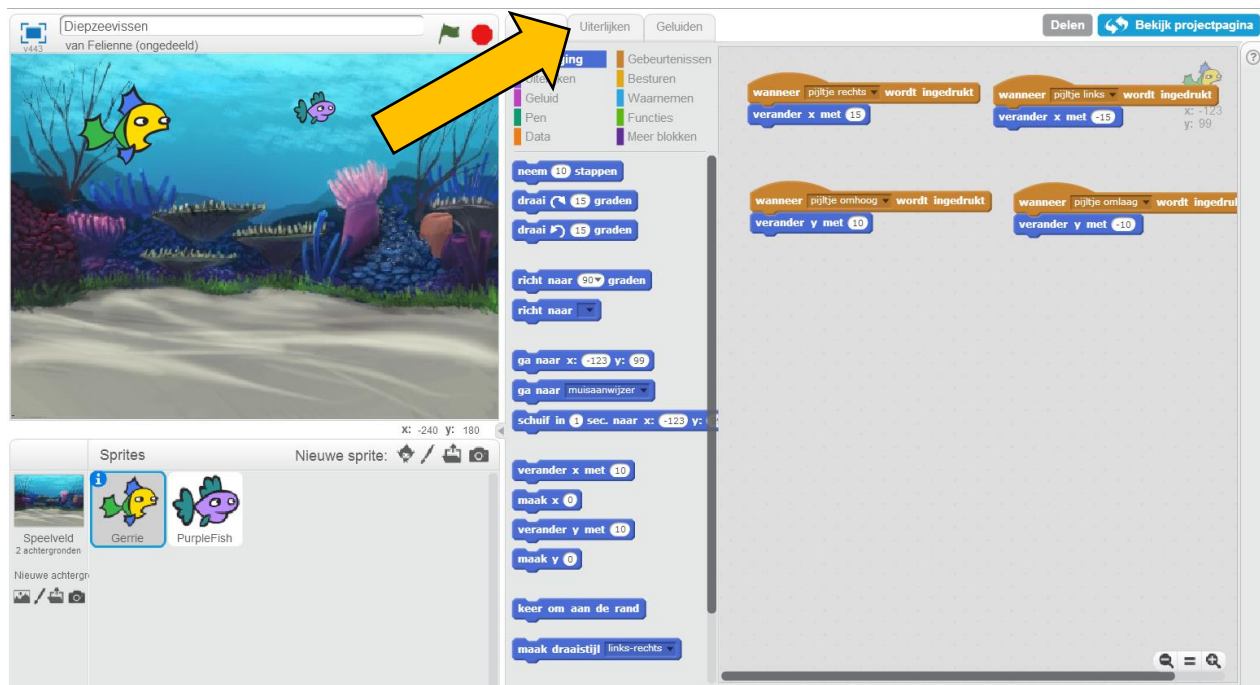 Diepzeevissen
v443
van Felienne (ongedeeld)
Uiterlijken
Geluiden
Delen
Bekijk projectpagina
Gebeurtenissen
Besturen
Geluid
Waarnemen
Pen
Functies
Data
Meer blokken
neem 10 stappen
draai 15 graden
draai 15 graden
richt naar 90 graden
richt naar
ga naar x: -123 y: 99
ga naar muisaanwijzer
schuif in 1 sec. naar x: -123 y:
verander x met 10
maak x 0
verander y met 10
maak y 0
keer om aan de rand
maak draaistijl links-rechts
wanneer pijltje rechts wordt ingedrukt
verander x met 15
wanneer pijltje links wordt ingedrukt
verander x met -15
x: -123
y: 99
wanneer pijltje omhoog wordt ingedrukt
verander y met 10
wanneer pijltje omlaag wordt ingedruk
verander y met -10
x: -240 y: 180
Sprites
Nieuwe sprite:
Speelveld
2 achtergronden
Nieuwe achtergr
Gerrie
PurpleFish